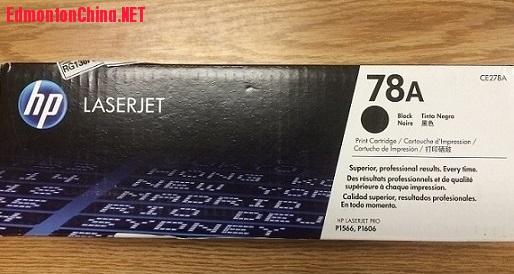 EdmontonChina.NET
hp
LASERJET
78A
CE278A
Black
Noire
Tinta Negra
黑色
Print Cartridge / Cartouche d'Impression /
Cartucho de Impresión / 打印硒鼓
Superior, professional results. Every time.
Des résultats professionnels et de qualité
supérieure à chaque impression.
Calidad superior, resultados profesionales.
En todo momento.
HP LASERJET PRO
P1566, P1606